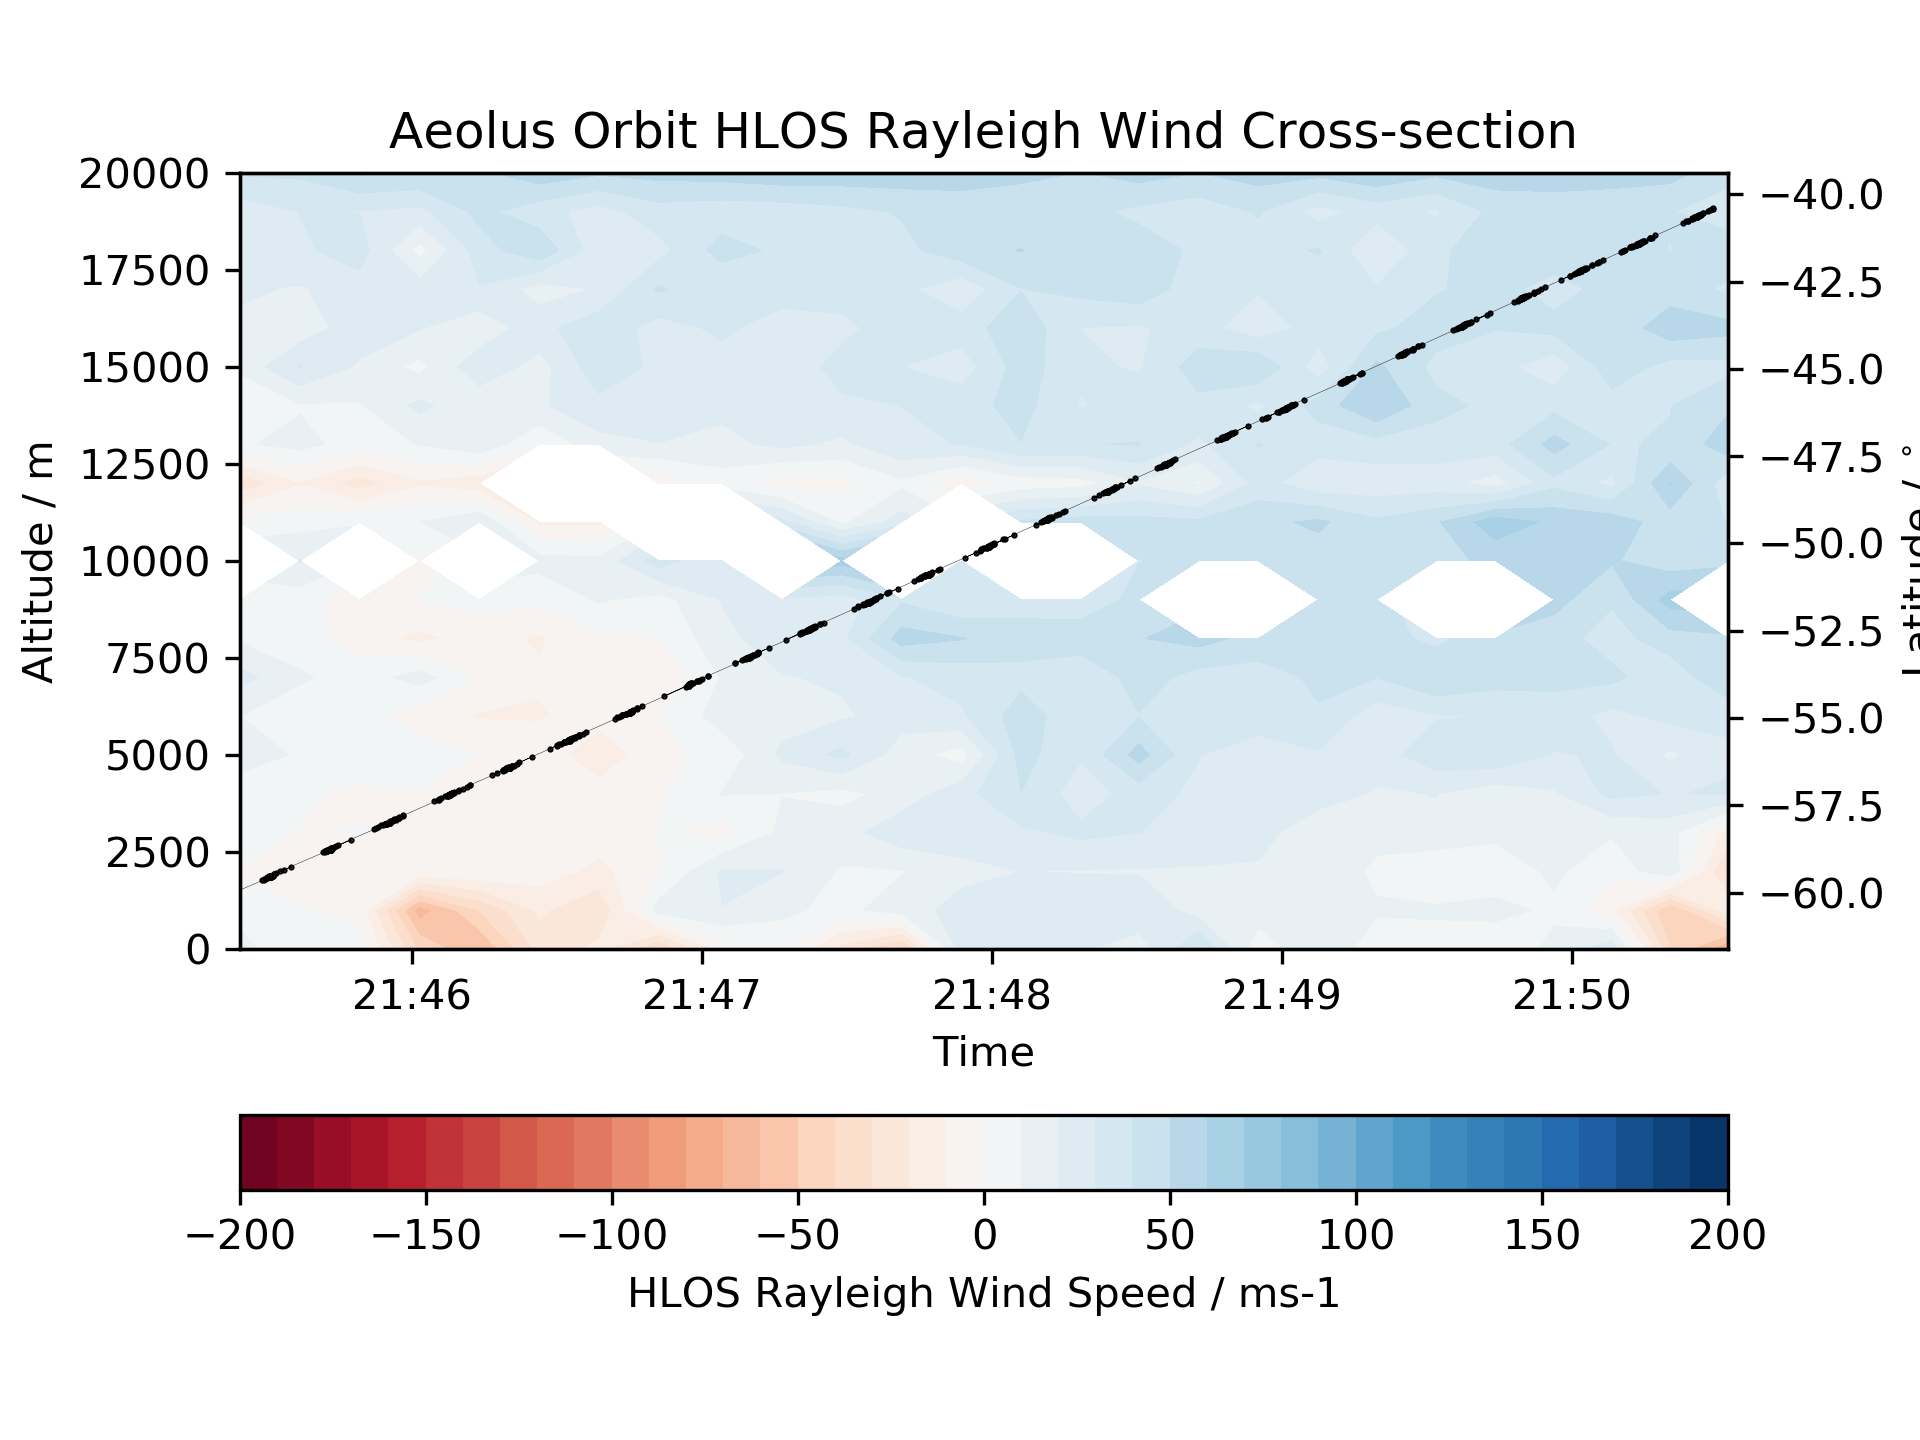 Aeolus Orbit HLOS Rayleigh Wind Cross-section
20000
17500
15000
12500
10000
7500
5000
2500
0
Altitude / m
−40.0
−42.5
−45.0
−47.5
−50.0
−52.5
−55.0
−57.5
−60.0
Latitude / °
21:46 21:47 21:48 21:49 21:50
Time
−200 −150 −100 −50 0 50 100 150 200
HLOS Rayleigh Wind Speed / ms-1